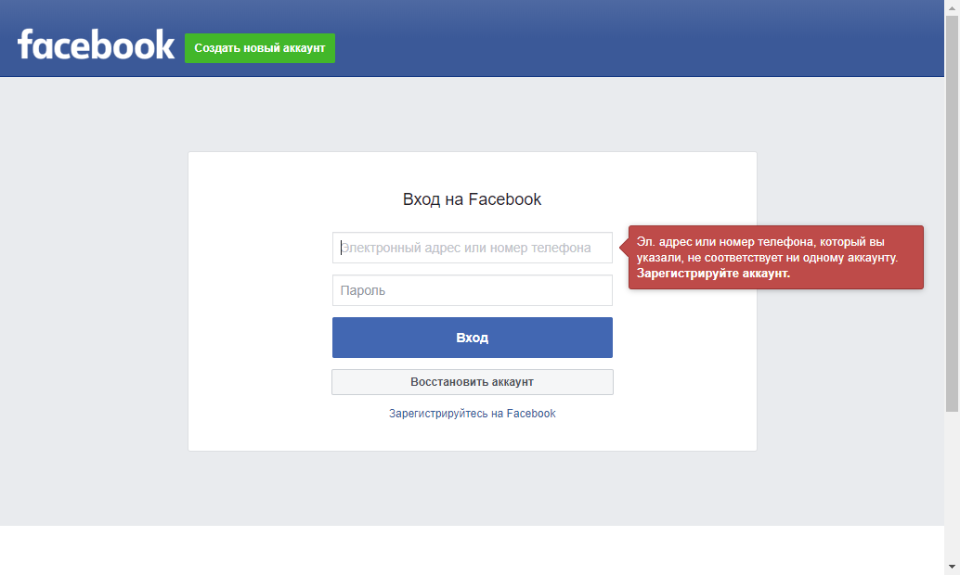 facebook
Создать новый аккаунт
Вход на Facebook
Электронный адрес или номер телефона
Эл. адрес или номер телефона, который вы
указали, не соответствует ни одному аккаунту.
Зарегистрируйте аккаунт.
Пароль
Вход
Восстановить аккаунт
Зарегистрируйтесь на Facebook